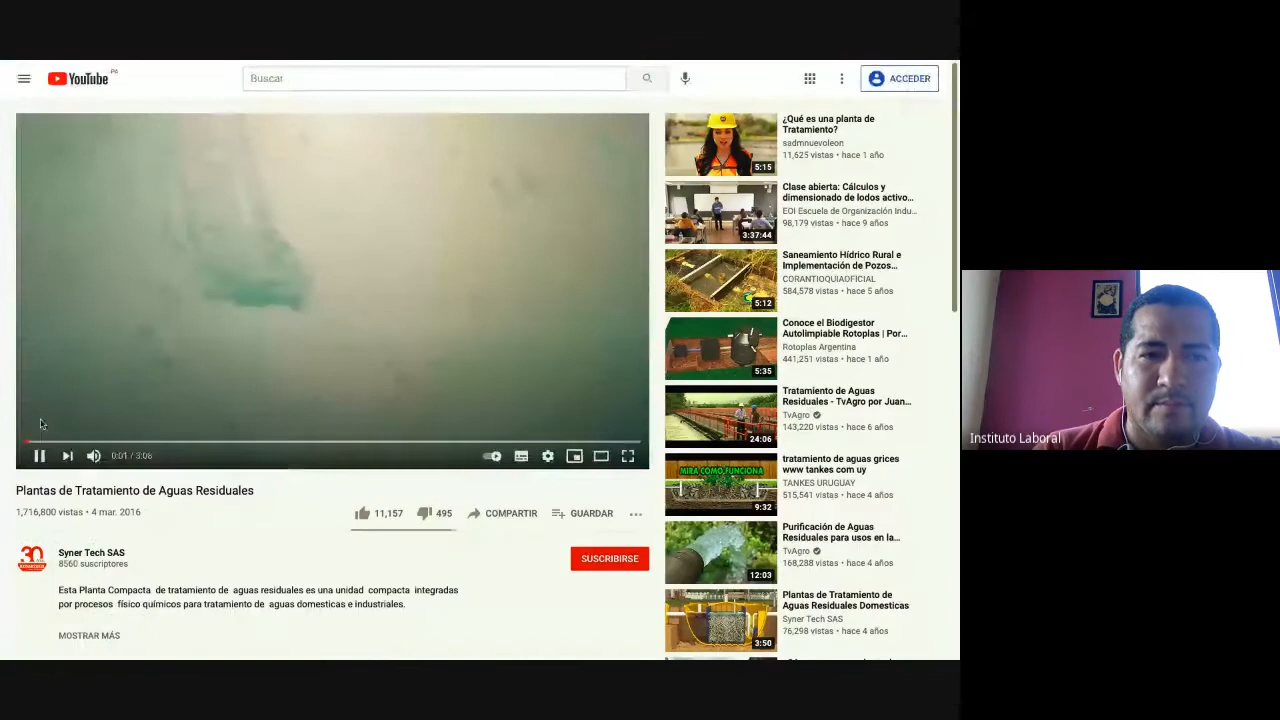 YouTube PA
Buscar
ACCEDER
0:01 / 3:06
Plantas de Tratamiento de Aguas Residuales
1,716,800 vistas • 4 mar. 2016
11,157
495
COMPARTIR
GUARDAR
30
Syner Tech SAS
8560 suscriptores
SUSCRIBIRSE
Esta Planta Compacta de tratamiento de aguas residuales es una unidad compacta integradas
por procesos físico químicos para tratamiento de aguas domesticas e industriales.
MOSTRAR MÁS
5:15
¿Qué es una planta de
Tratamiento?
sadmnuevoleon
11,625 vistas • hace 1 año
3:37:44
Clase abierta: Cálculos y
dimensionado de lodos activo...
EOI Escuela de Organización Indu...
98,179 vistas • hace 9 años
5:12
Saneamiento Hídrico Rural e
Implementación de Pozos...
CORANTIOQUIAOFICIAL
584,578 vistas • hace 5 años
5:35
Conoce el Biodigestor
Autolimpiable Rotoplas | Por...
Rotoplas Argentina
441,251 vistas • hace 1 año
24:06
Tratamiento de Aguas
Residuales - TvAgro por Juan...
TvAgro
143,220 vistas • hace 6 años
MIRA COMO FUNCIONA
9:32
tratamiento de aguas grices
www tankes com uy
TANKES URUGUAY
515,541 vistas • hace 4 años
12:03
Purificación de Aguas
Residuales para usos en la...
TvAgro
168,288 vistas • hace 4 años
3:50
Plantas de Tratamiento de
Aguas Residuales Domesticas
Syner Tech SAS
76,298 vistas • hace 4 años
Instituto Laboral